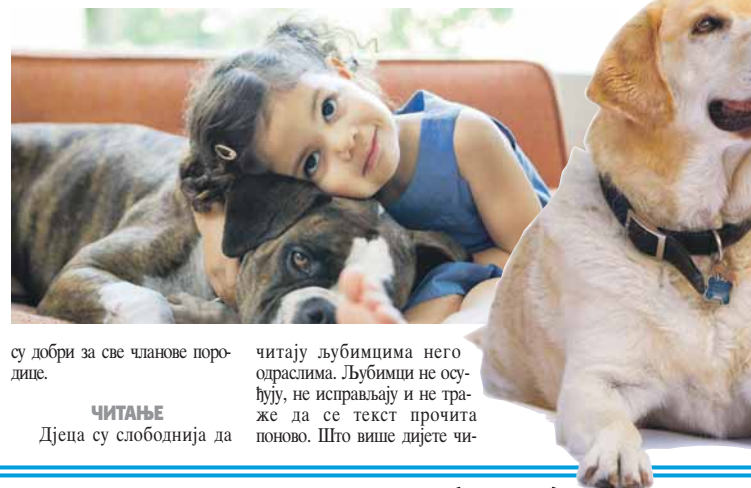 су добри за све чланове поро-
дице.
ЧИТАЊЕ
Дјеца су слободнија да
читају љубимцима него
одраслима. Љубимци не осу-
ђују, не исправљају и не тра-
же да се текст прочита
поново. Што више дијете чи-